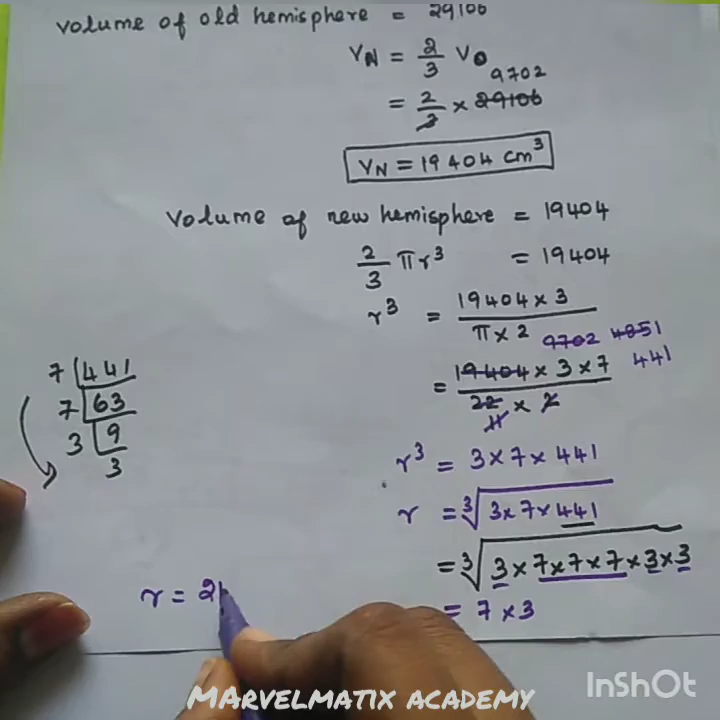 volume of old hemisphere = 29106
VN = 2/3 VO
9702
= 2/3 × 29106
VN = 19404 cm³
Volume of new hemisphere = 19404
2/3 πr³ = 19404
r³ = 19404 × 3 / π × 2
9702 4851
= 19404 × 3 × 7 / 22 × 2
441
11
r³ = 3 × 7 × 441
r = ∛3 × 7 × 441
= ∛3 × 7 × 7 × 7 × 3 × 3
= 7 × 3
r = 21
7 | 441
7 | 63
3 | 9
3
MARVELMATIX ACADEMY
InShOt